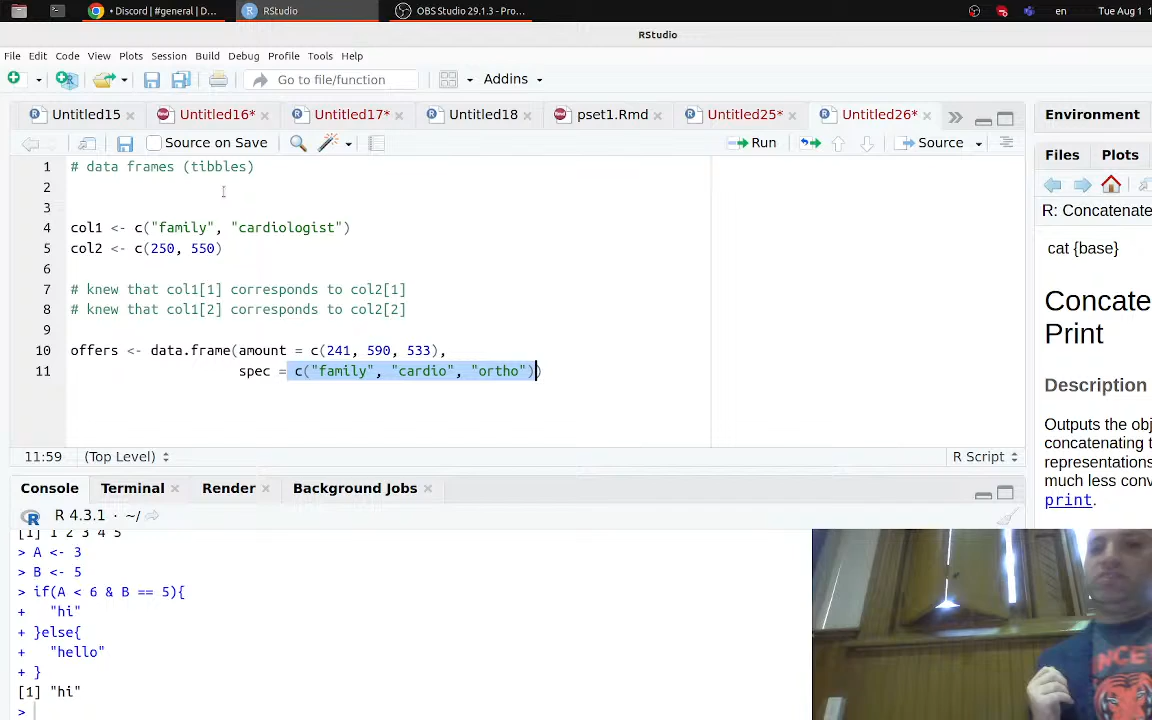 • Discord | #general | D...
RStudio
OBS Studio 29.1.3 - Pro...
en
Tue Aug 1
RStudio
File Edit Code View Plots Session Build Debug Profile Tools Help
Go to file/function
Addins
Untitled15
Untitled16*
Untitled17*
Untitled18
pset1.Rmd
Untitled25*
Untitled26*
Source on Save
Run
Source
1 # data frames (tibbles)
2
3
4 col1 <- c("family", "cardiologist")
5 col2 <- c(250, 550)
6
7 # knew that col1[1] corresponds to col2[1]
8 # knew that col1[2] corresponds to col2[2]
9
10 offers <- data.frame(amount = c(241, 590, 533),
11 spec = c("family", "cardio", "ortho"))
11:59 (Top Level) R Script
Console Terminal Render Background Jobs
R 4.3.1 · ~/
[1] 1 2 3 4 5
> A <- 3
> B <- 5
> if(A < 6 & B == 5){
+ "hi"
+ }else{
+ "hello"
+ }
[1] "hi"
>
Environment
Files Plots
R: Concatenate
cat {base}
Concate
Print
Description
Outputs the obj
concatenating t
representations
much less conv
print.